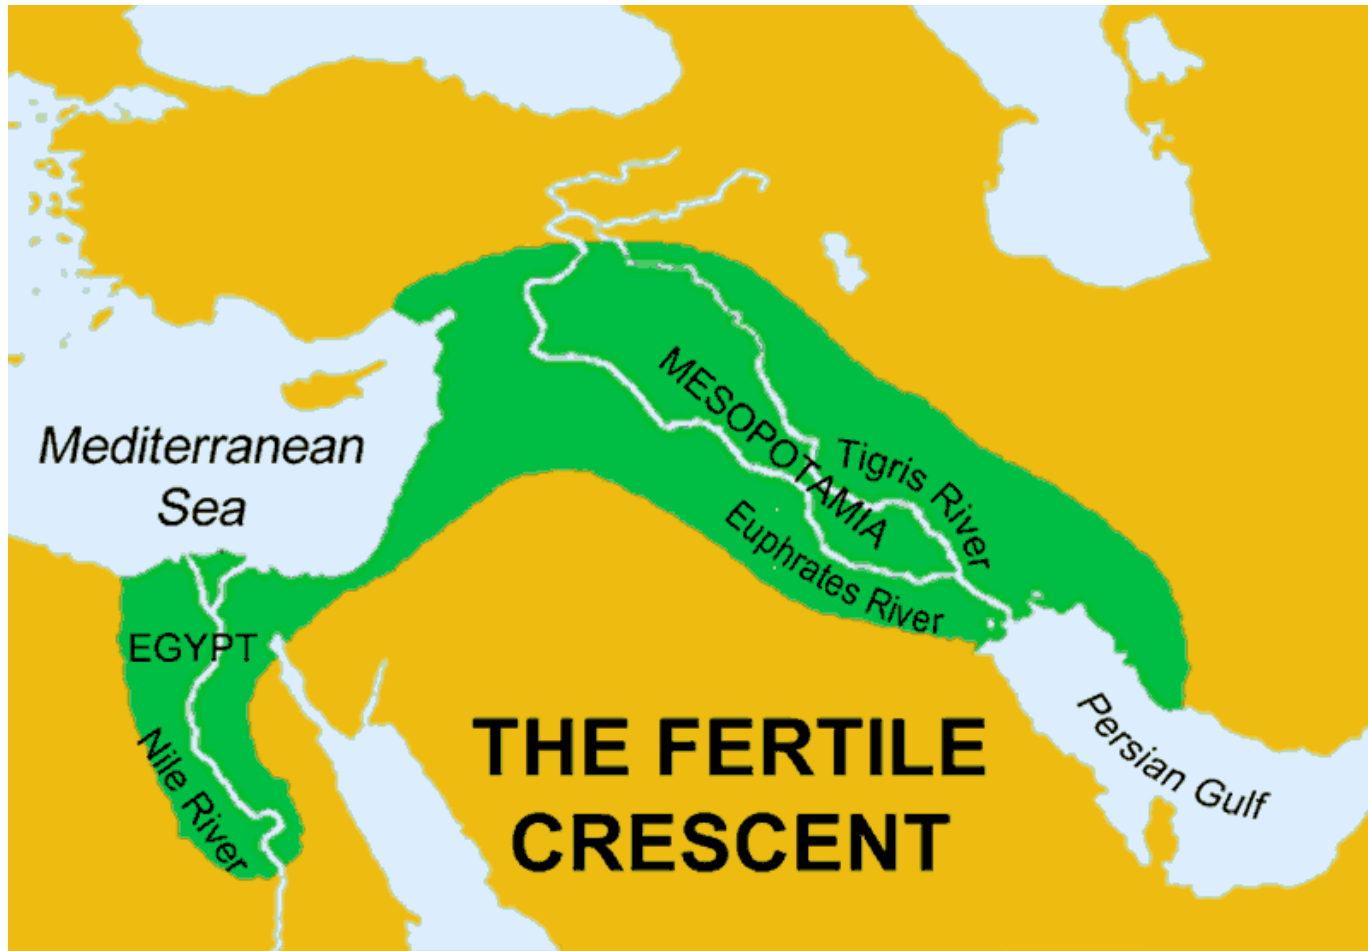 Mediterranean
Sea
MESOPOTAMIA
Tigris River
Euphrates River
EGYPT
Nile River
THE FERTILE
CRESCENT
Persian Gulf